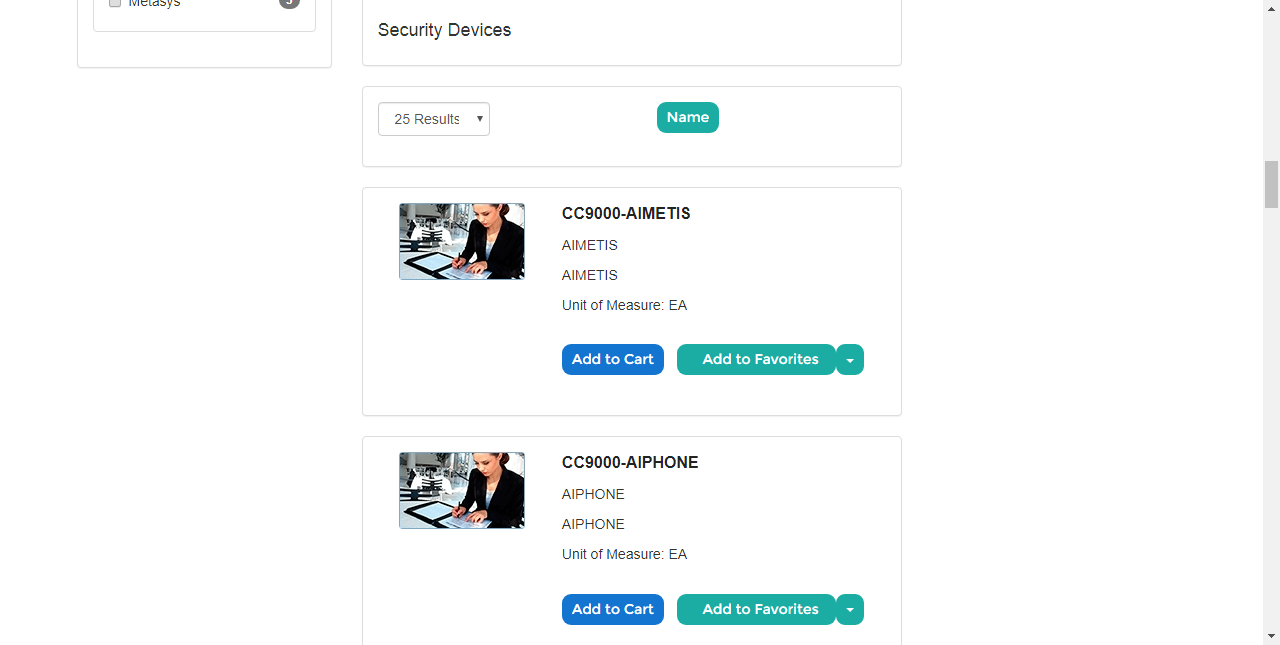 Metasys
Security Devices
25 Results
Name
CC9000-AIMETIS
AIMETIS
AIMETIS
Unit of Measure: EA
Add to Cart
Add to Favorites
CC9000-AIPHONE
AIPHONE
AIPHONE
Unit of Measure: EA
Add to Cart
Add to Favorites